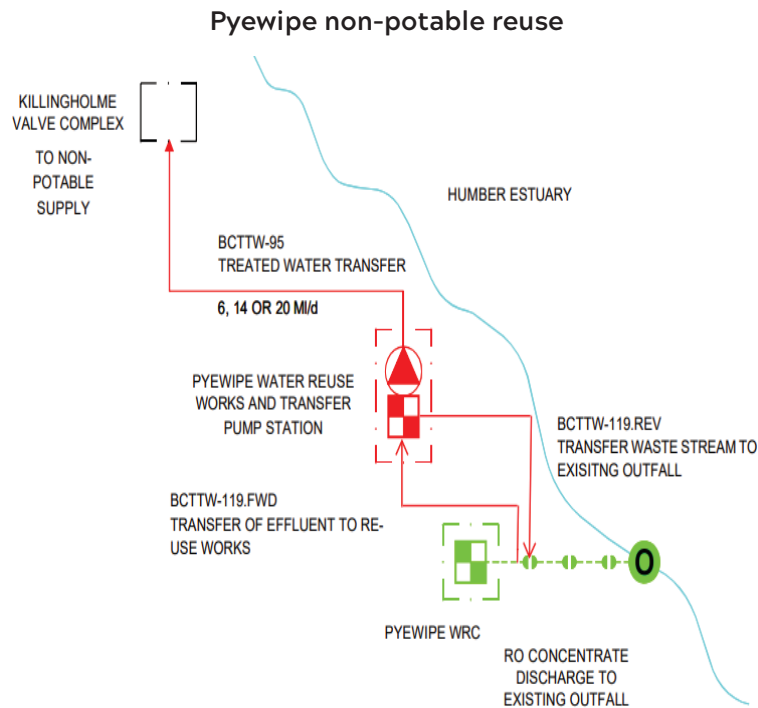 Pyewipe non-potable reuse
KILLINGHOLME
VALVE COMPLEX
TO NON-
POTABLE
SUPPLY
HUMBER ESTUARY
BCTTW-95
TREATED WATER TRANSFER
6, 14 OR 20 Ml/d
PYEWIPE WATER REUSE
WORKS AND TRANSFER
PUMP STATION
BCTTW-119.REV
TRANSFER WASTE STREAM TO
EXISITNG OUTFALL
BCTTW-119.FWD
TRANSFER OF EFFLUENT TO RE-
USE WORKS
O
PYEWIPE WRC
RO CONCENTRATE
DISCHARGE TO
EXISTING OUTFALL